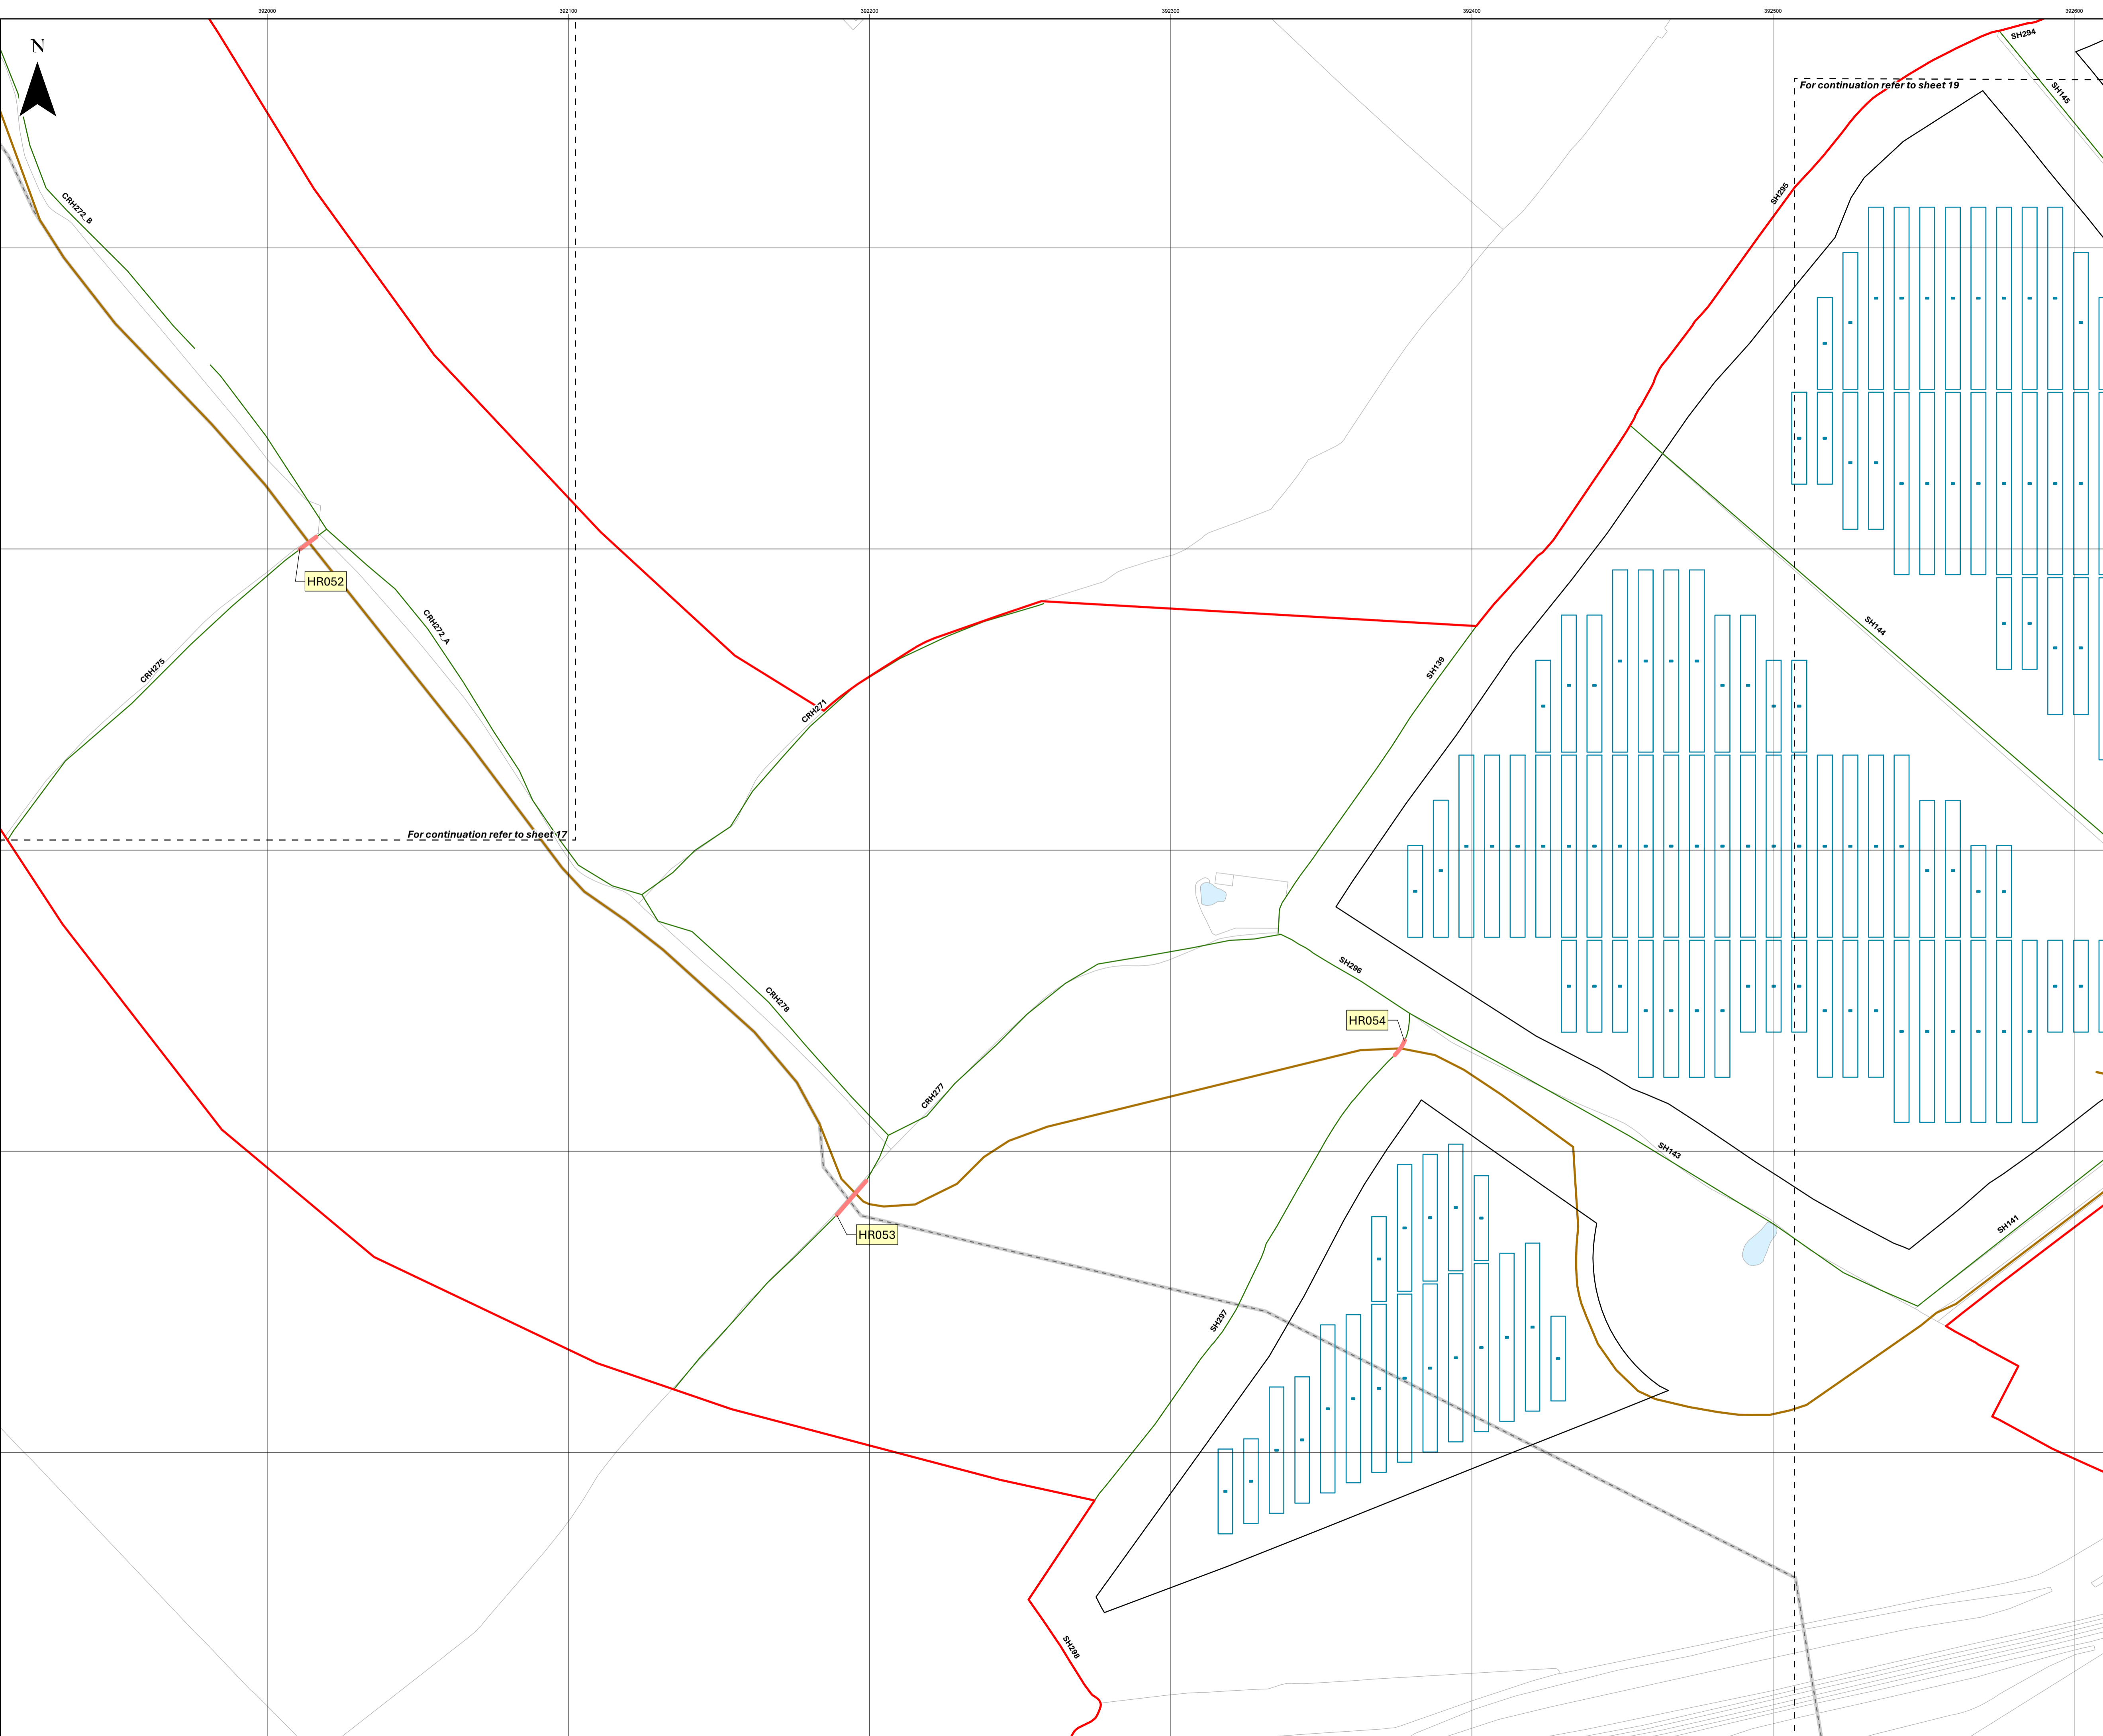 392000
392100
392200
392300
392400
392500
392600
N
SH294
For continuation refer to sheet 19
SH145
SH295
CRH272_B
HR052
CRH272_A
SH144
CRH275
SH139
CRH271
For continuation refer to sheet 17
SH296
CRH278
HR054
CRH277
SH143
SH141
HR053
SH297
SH298